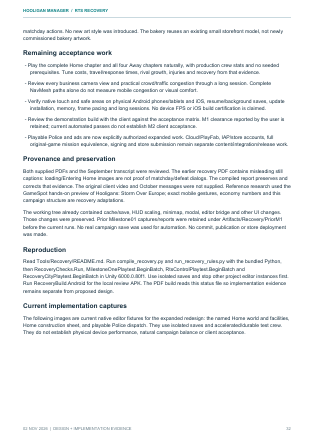 HOOLIGAN MANAGER / RTS RECOVERY
matchday actions. No new art style was introduced. The bakery reuses an existing small storefront model, not newly
commissioned bakery artwork.
Remaining acceptance work
- Play the complete Home chapter and all four Away chapters naturally, with production crew stats and no seeded
prerequisites. Tune costs, travel/response times, rival growth, injuries and recovery from that evidence.
- Review every business camera view and practical crowd/traffic congestion through a long session. Complete
NavMesh paths alone do not measure mobile congestion or visual comfort.
- Verify native touch and safe areas on physical Android phones/tablets and iOS, resume/background saves, update
installation, memory, frame pacing and long sessions. No device FPS or iOS build certification is claimed.
- Review the demonstration build with the client against the acceptance matrix. M1 clearance reported by the user is
retained; current automated passes do not establish M2 client acceptance.
- Playable Police and ads are now explicitly authorized expanded work. Cloud/PlayFab, IAP/store accounts, full
original-game mission equivalence, signing and store submission remain separate content/integration/release work.
Provenance and preservation
Both supplied PDFs and the September transcript were reviewed. The earlier recovery PDF contains misleading still
captions: loading/Entering Home images are not proof of matchday/defeat dialogs. The compiled report preserves and
corrects that evidence. The original client video and October messages were not supplied. Reference research used the
GameSpot hands-on preview of Hooligans: Storm Over Europe; exact mobile gestures, economy numbers and this
campaign structure are recovery adaptations.
The working tree already contained cache/save, HUD scaling, minimap, model, editor bridge and other UI changes.
Those changes were preserved. Prior Milestone01 captures/reports were retained under Artifacts/Recovery/PriorM1
before the current runs. No real campaign save was used for automation. No commit, publication or store deployment
was made.
Reproduction
Read Tools/Recovery/README.md. Run compile_recovery.py and run_recovery_rules.py with the bundled Python,
then RecoveryChecks.Run, MilestoneOnePlaytest.BeginBatch, RtsControlPlaytest.BeginBatch and
RecoveryCityPlaytest.BeginBatch in Unity 6000.0.80f1. Use isolated saves and stop other project editor instances first.
Run RecoveryBuild.Android for the local review APK. The PDF build reads this status file so implementation evidence
remains separate from proposed design.
Current implementation captures
The following images are current native editor fixtures for the expanded redesign: the named Home world and facilities,
Home construction sheet, and playable Police dispatch. They use isolated saves and accelerated/durable test crew.
They do not establish physical device performance, natural campaign balance or client acceptance.
02 NOV 2025 | DESIGN + IMPLEMENTATION EVIDENCE